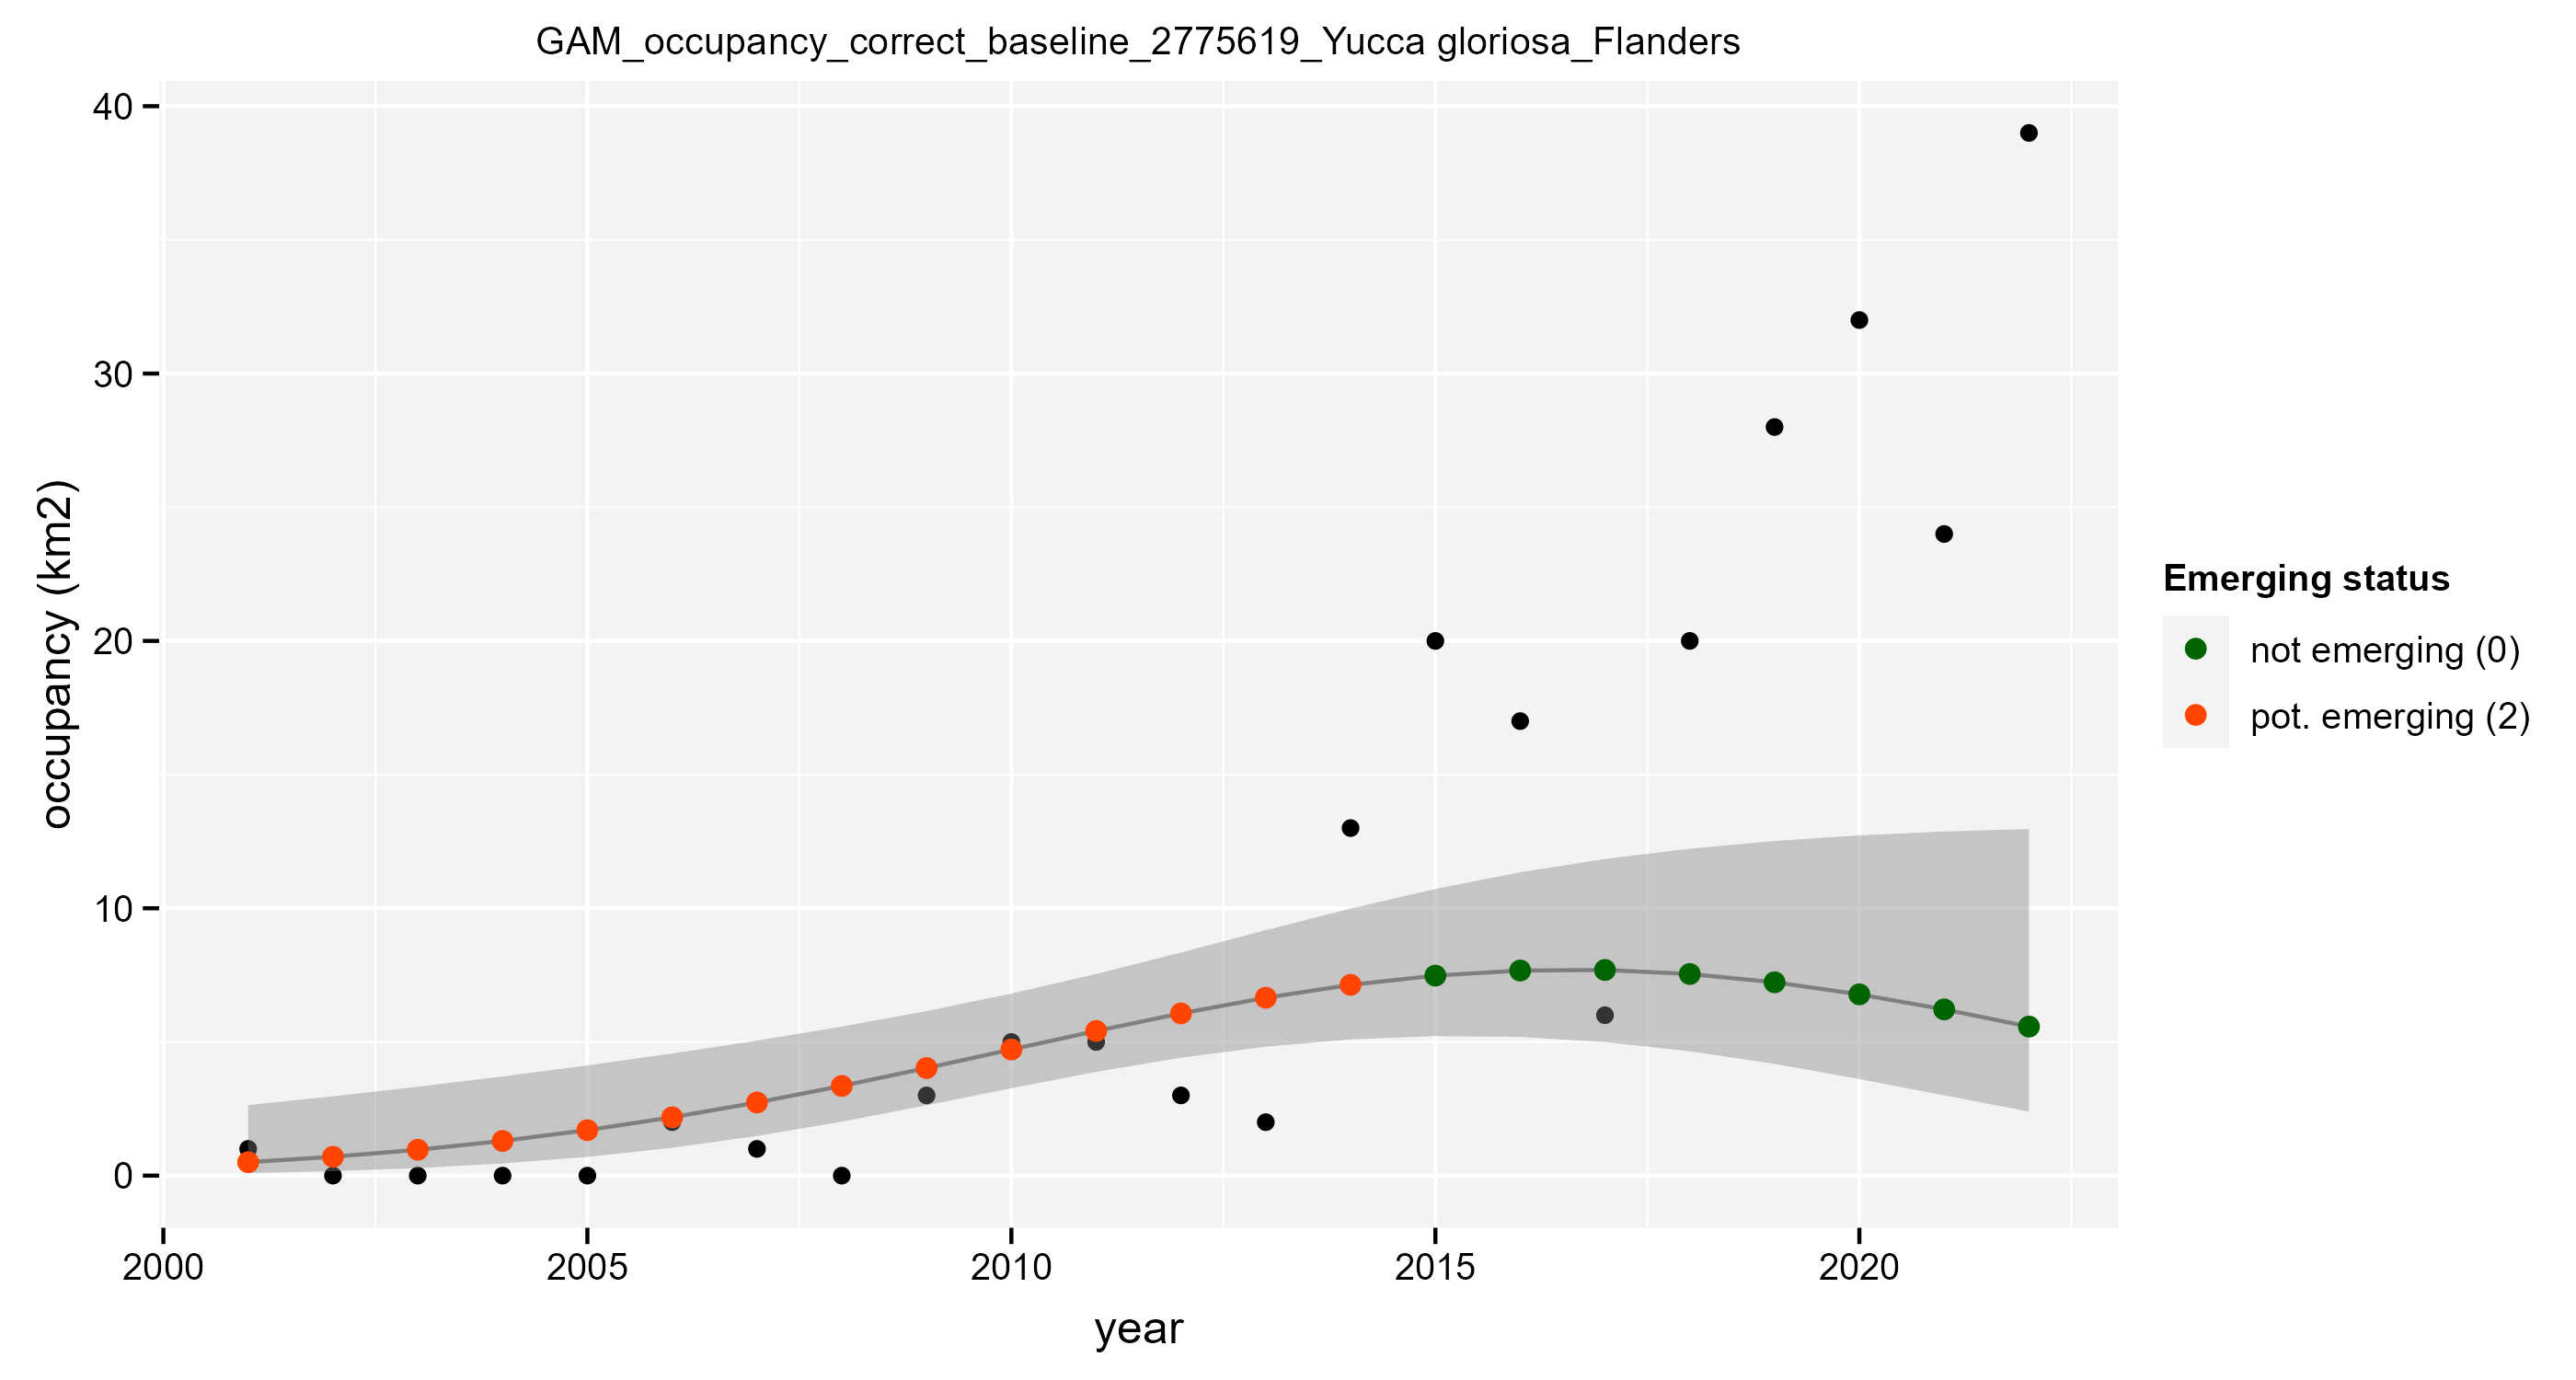 GAM_occupancy_correct_baseline_2775619_Yucca gloriosa_Flanders
occupancy (km2)
40
30
20
10
0
2000 2005 2010 2015 2020
year
Emerging status
not emerging (0)
pot. emerging (2)